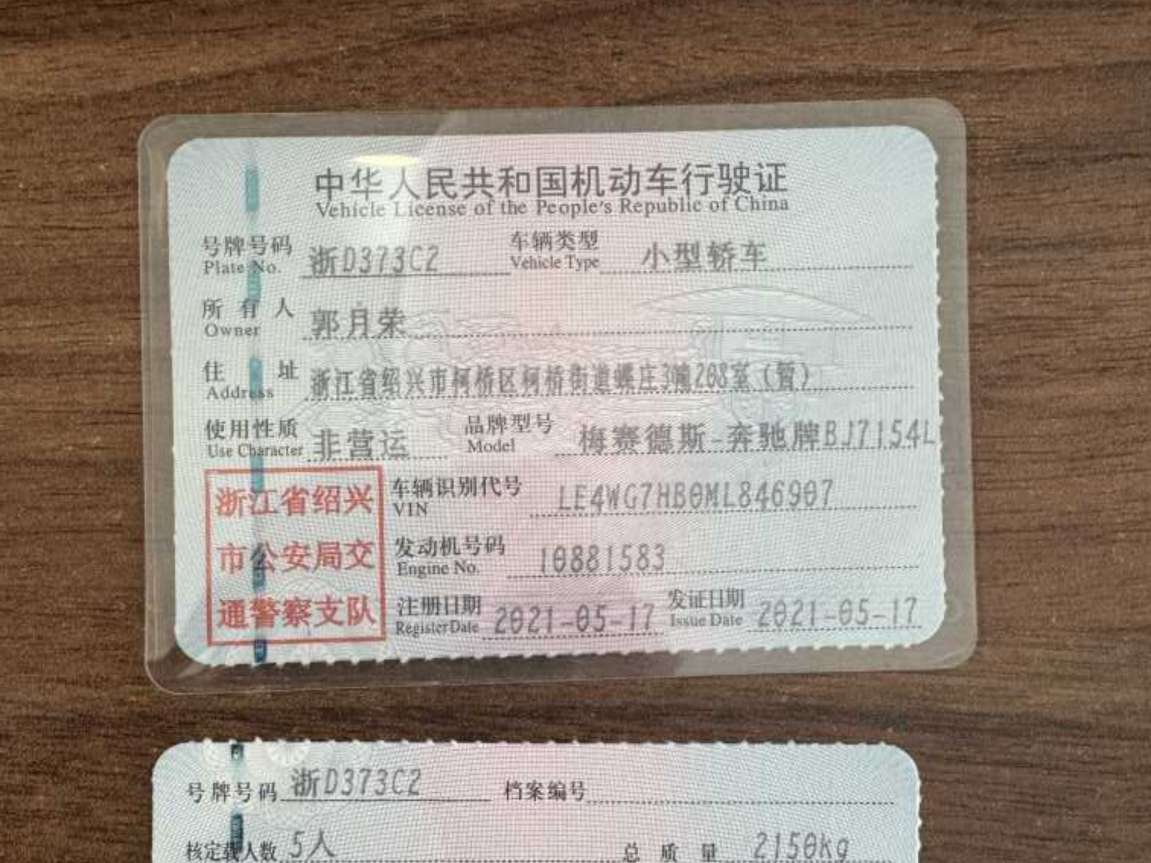 中华人民共和国机动车行驶证
Vehicle License of the People's Republic of China
号牌号码 Plate No. 浙D373C2 车辆类型 Vehicle Type 小型轿车
所有人 Owner 郭月荣
住址 Address 浙江省绍兴市柯桥区柯桥街道蝶庄3幢208室（暂）
使用性质 Use Character 非营运 品牌型号 Model 梅赛德斯-奔驰牌BJ7154L
车辆识别代号 VIN LE4WG7HB0ML846907
发动机号码 Engine No. 10881583
注册日期 Register Date 2021-05-17 发证日期 Issue Date 2021-05-17
浙江省绍兴
市公安局交
通警察支队
号牌号码 浙D373C2 档案编号
核定载人数 5人 总质量 2150kg